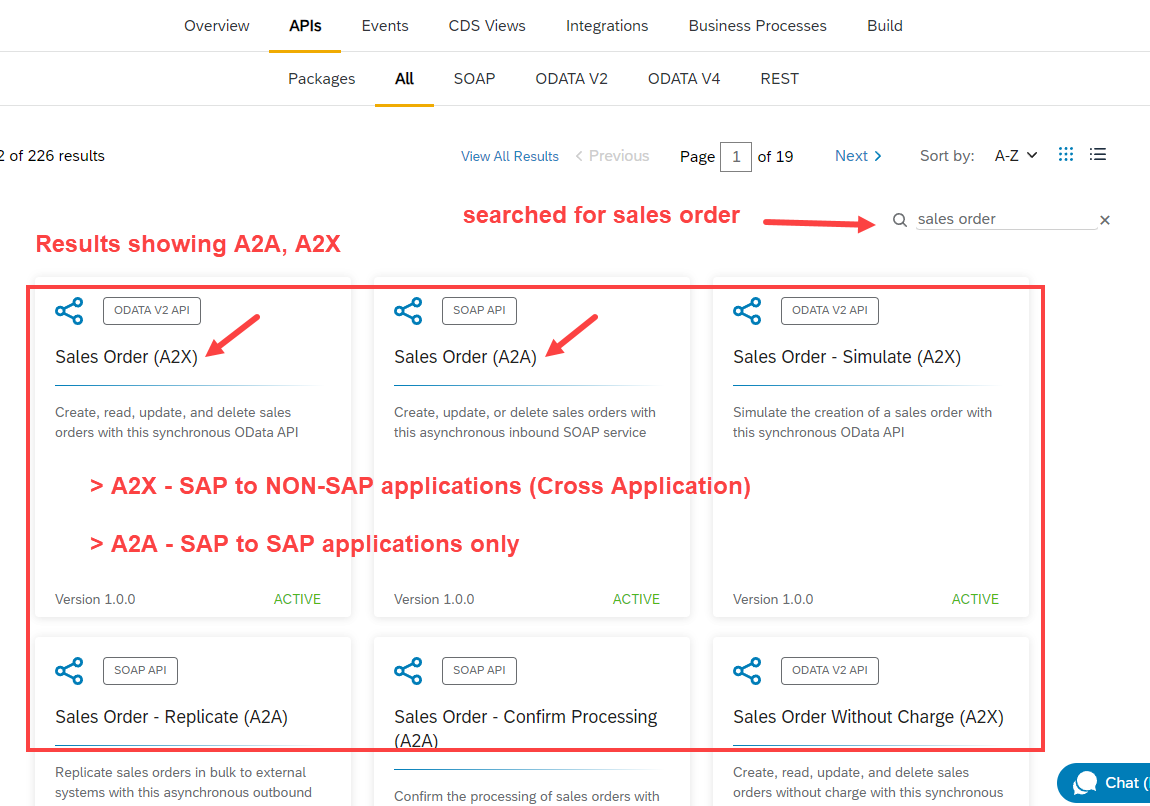 Overview APIs Events CDS Views Integrations Business Processes Build
Packages All SOAP ODATA V2 ODATA V4 REST
2 of 226 results View All Results Previous Page 1 of 19 Next Sort by: A-Z
searched for sales order sales order
Results showing A2A, A2X
ODATA V2 API
Sales Order (A2X)
Create, read, update, and delete sales
orders with this synchronous OData API
Version 1.0.0 ACTIVE
SOAP API
Sales Order (A2A)
Create, update, or delete sales orders with
this asynchronous inbound SOAP service
Version 1.0.0 ACTIVE
ODATA V2 API
Sales Order - Simulate (A2X)
Simulate the creation of a sales order with
this synchronous OData API
Version 1.0.0 ACTIVE
> A2X - SAP to NON-SAP applications (Cross Application)
> A2A - SAP to SAP applications only
SOAP API
Sales Order - Replicate (A2A)
Replicate sales orders in bulk to external
systems with this asynchronous outbound
SOAP API
Sales Order - Confirm Processing
(A2A)
Confirm the processing of sales orders with
ODATA V2 API
Sales Order Without Charge (A2X)
Create, read, update, and delete sales
orders without charge with this synchronous
Chat (